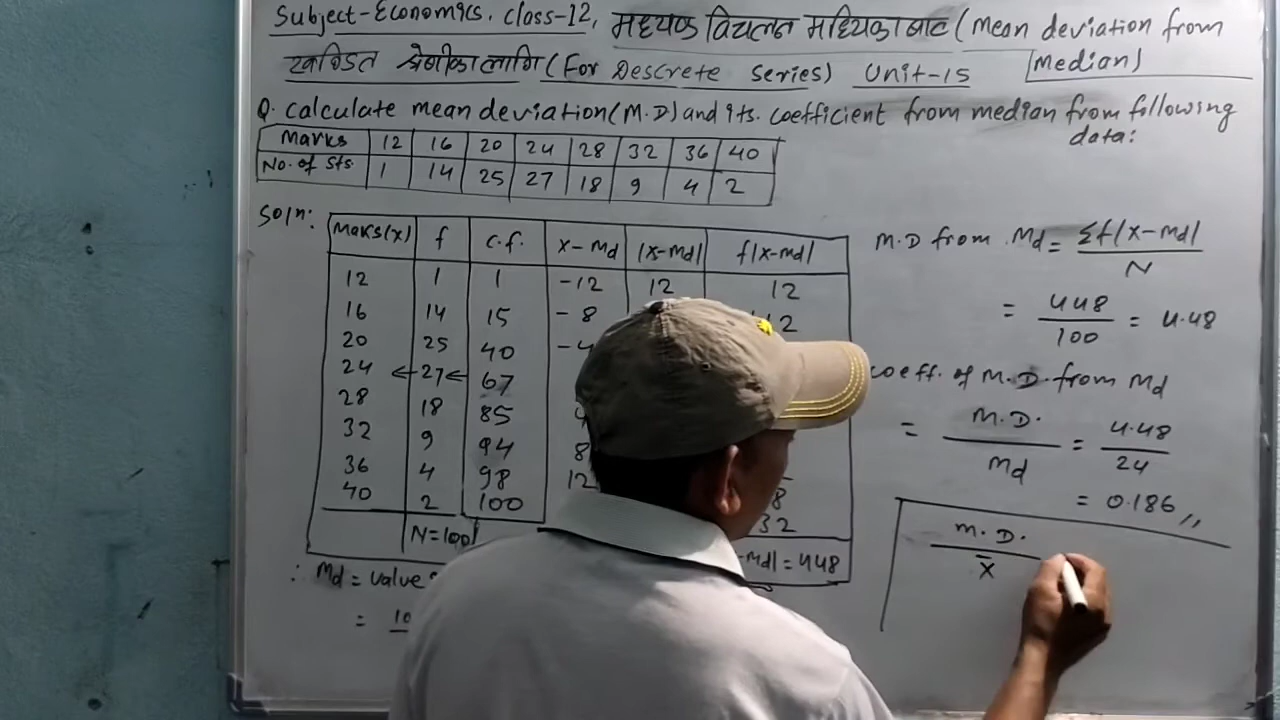 Subject-Economics. class-12, मध्यक विचलन मध्यिकाबाट (Mean deviation from median)
खण्डित श्रेणीकालागि (For Descrete series) Unit-15
Q. calculate mean deviation(M.D) and its. coefficient from median from following data:
Marks 12 16 20 24 28 32 36 40
No. of Sts. 1 14 25 27 18 9 4 2
Soln:
Marks(x) f c.f. x-Md |x-md| f|x-md|
12 1 1 -12 12 12
16 14 15 -8
20 25 40
24 ← 27 ← 67
28 18 85
32 9 94 8
36 4 98 12
40 2 100 32
N=100 = 448
∴ Md = value
=
M.D from Md = Σf|x-md| / N
= 448 / 100 = 4.48
coeff. of M.D. from Md
= M.D. / Md = 4.48 / 24
= 0.186 ,,
M.D. / x̄